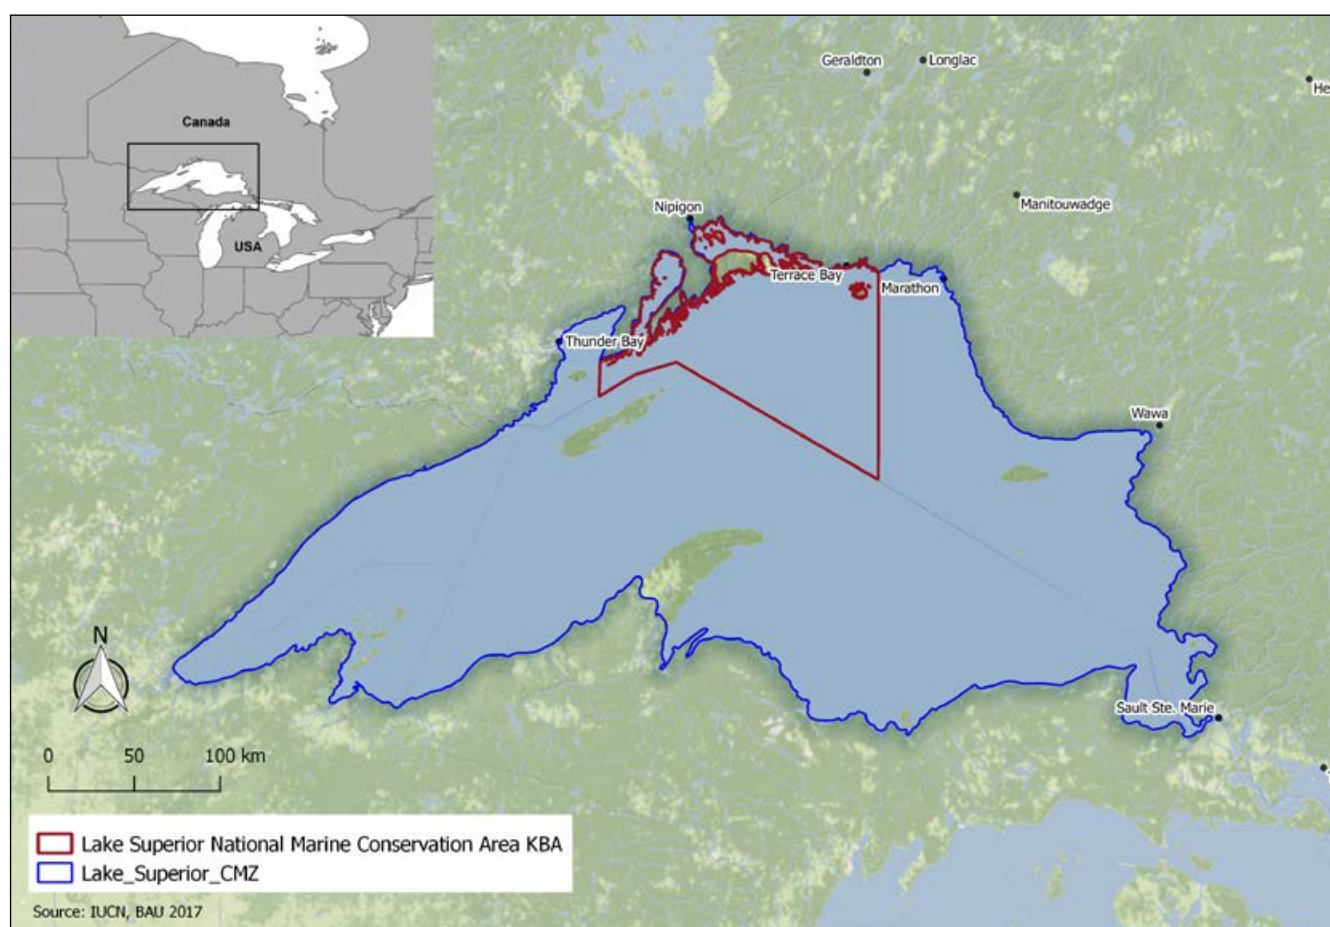 Canada
USA
Geraldton
Longlac
He
Nipigon
Manitouwadge
Terrace Bay
Marathon
Thunder Bay
Wawa
Sault Ste. Marie
N
0 50 100 km
Lake Superior National Marine Conservation Area KBA
Lake_Superior_CMZ
Source: IUCN, BAU 2017